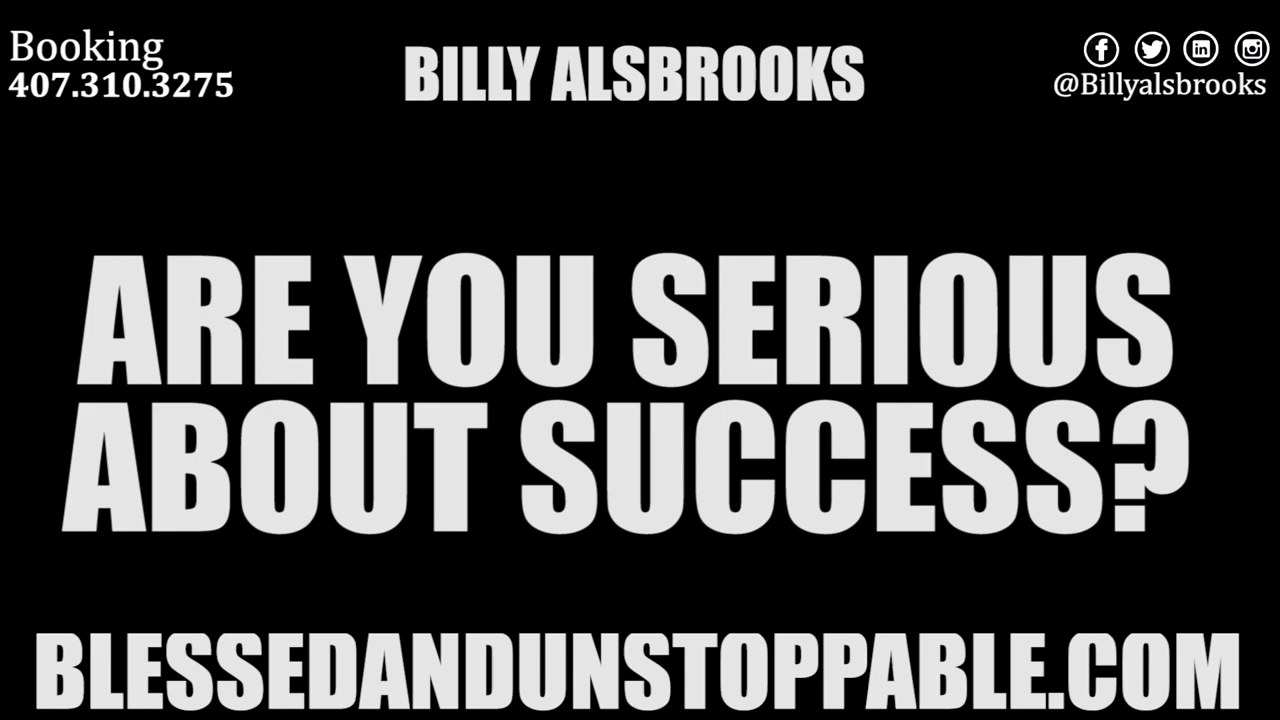 Booking
407.310.3275
BILLY ALSBROOKS
@Billyalsbrooks
ARE YOU SERIOUS
ABOUT SUCCESS?
BLESSEDANDUNSTOPPABLE.COM